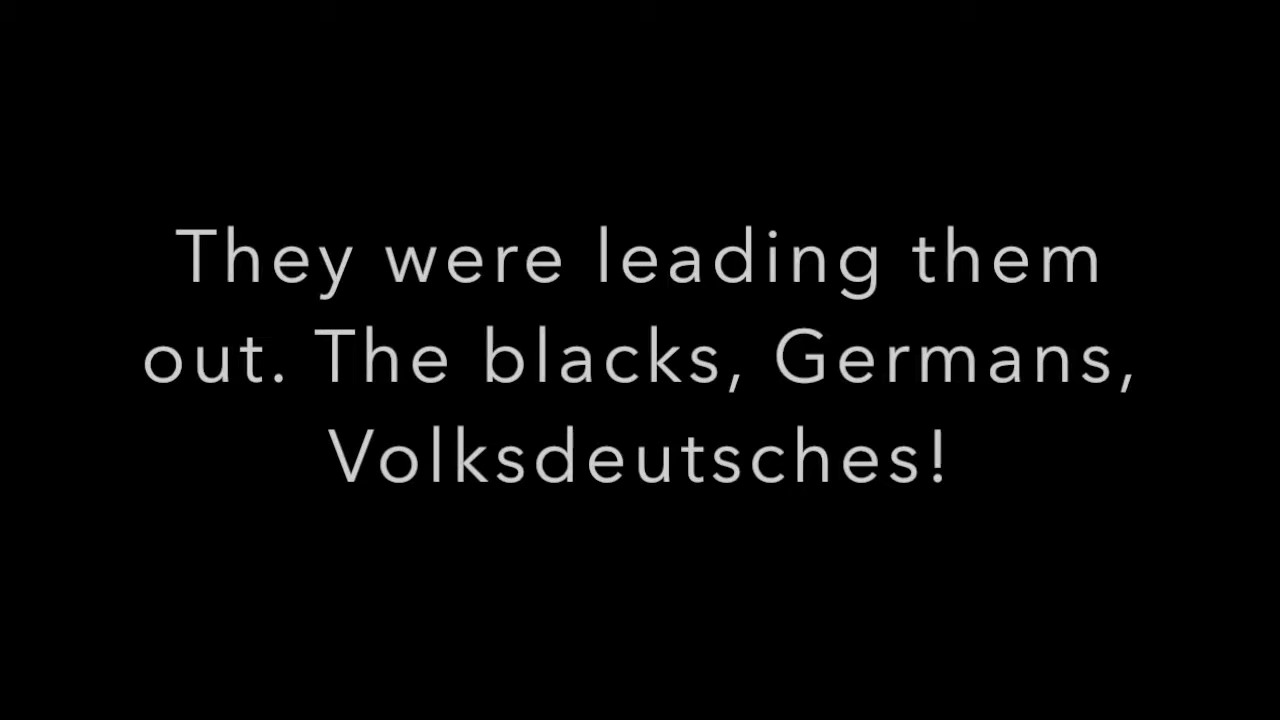 They were leading them
out. The blacks, Germans,
Volksdeutsches!